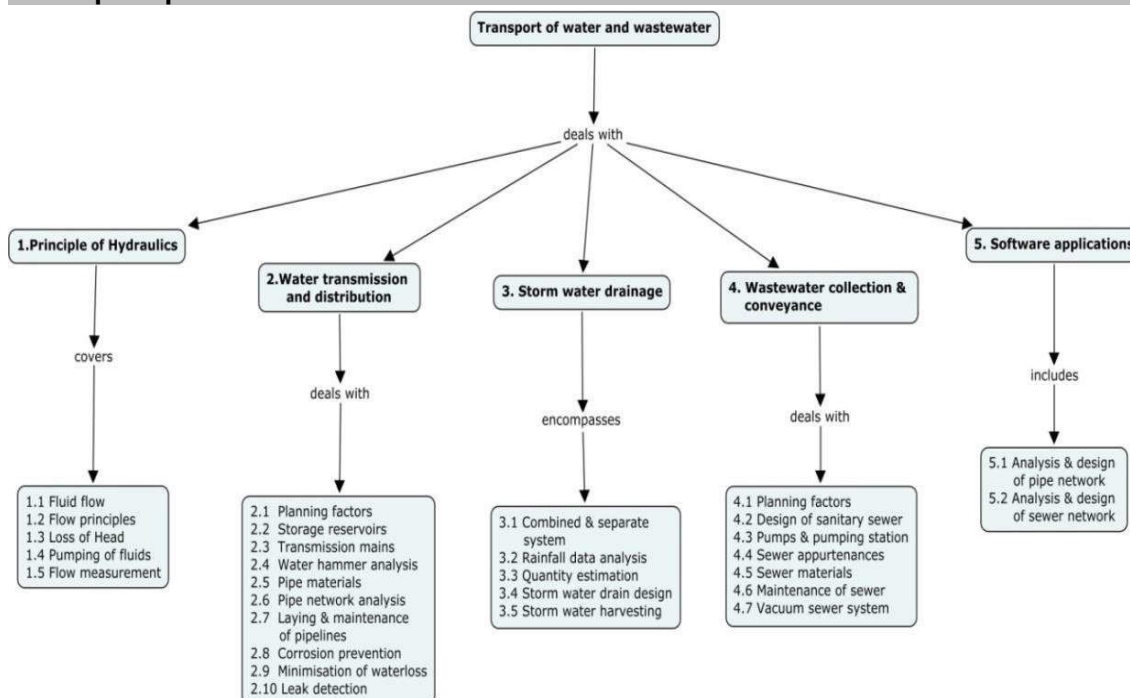 Transport of water and wastewater
deals with
1.Principle of Hydraulics
2.Water transmission
and distribution
3. Storm water drainage
4. Wastewater collection &
conveyance
5. Software applications
covers
deals with
encompasses
deals with
includes
1.1 Fluid flow
1.2 Flow principles
1.3 Loss of Head
1.4 Pumping of fluids
1.5 Flow measurement
2.1 Planning factors
2.2 Storage reservoirs
2.3 Transmission mains
2.4 Water hammer analysis
2.5 Pipe materials
2.6 Pipe network analysis
2.7 Laying & maintenance
of pipelines
2.8 Corrosion prevention
2.9 Minimisation of waterloss
2.10 Leak detection
3.1 Combined & separate
system
3.2 Rainfall data analysis
3.3 Quantity estimation
3.4 Storm water drain design
3.5 Storm water harvesting
4.1 Planning factors
4.2 Design of sanitary sewer
4.3 Pumps & pumping station
4.4 Sewer appurtenances
4.5 Sewer materials
4.6 Maintenance of sewer
4.7 Vacuum sewer system
5.1 Analysis & design
of pipe network
5.2 Analysis & design
of sewer network